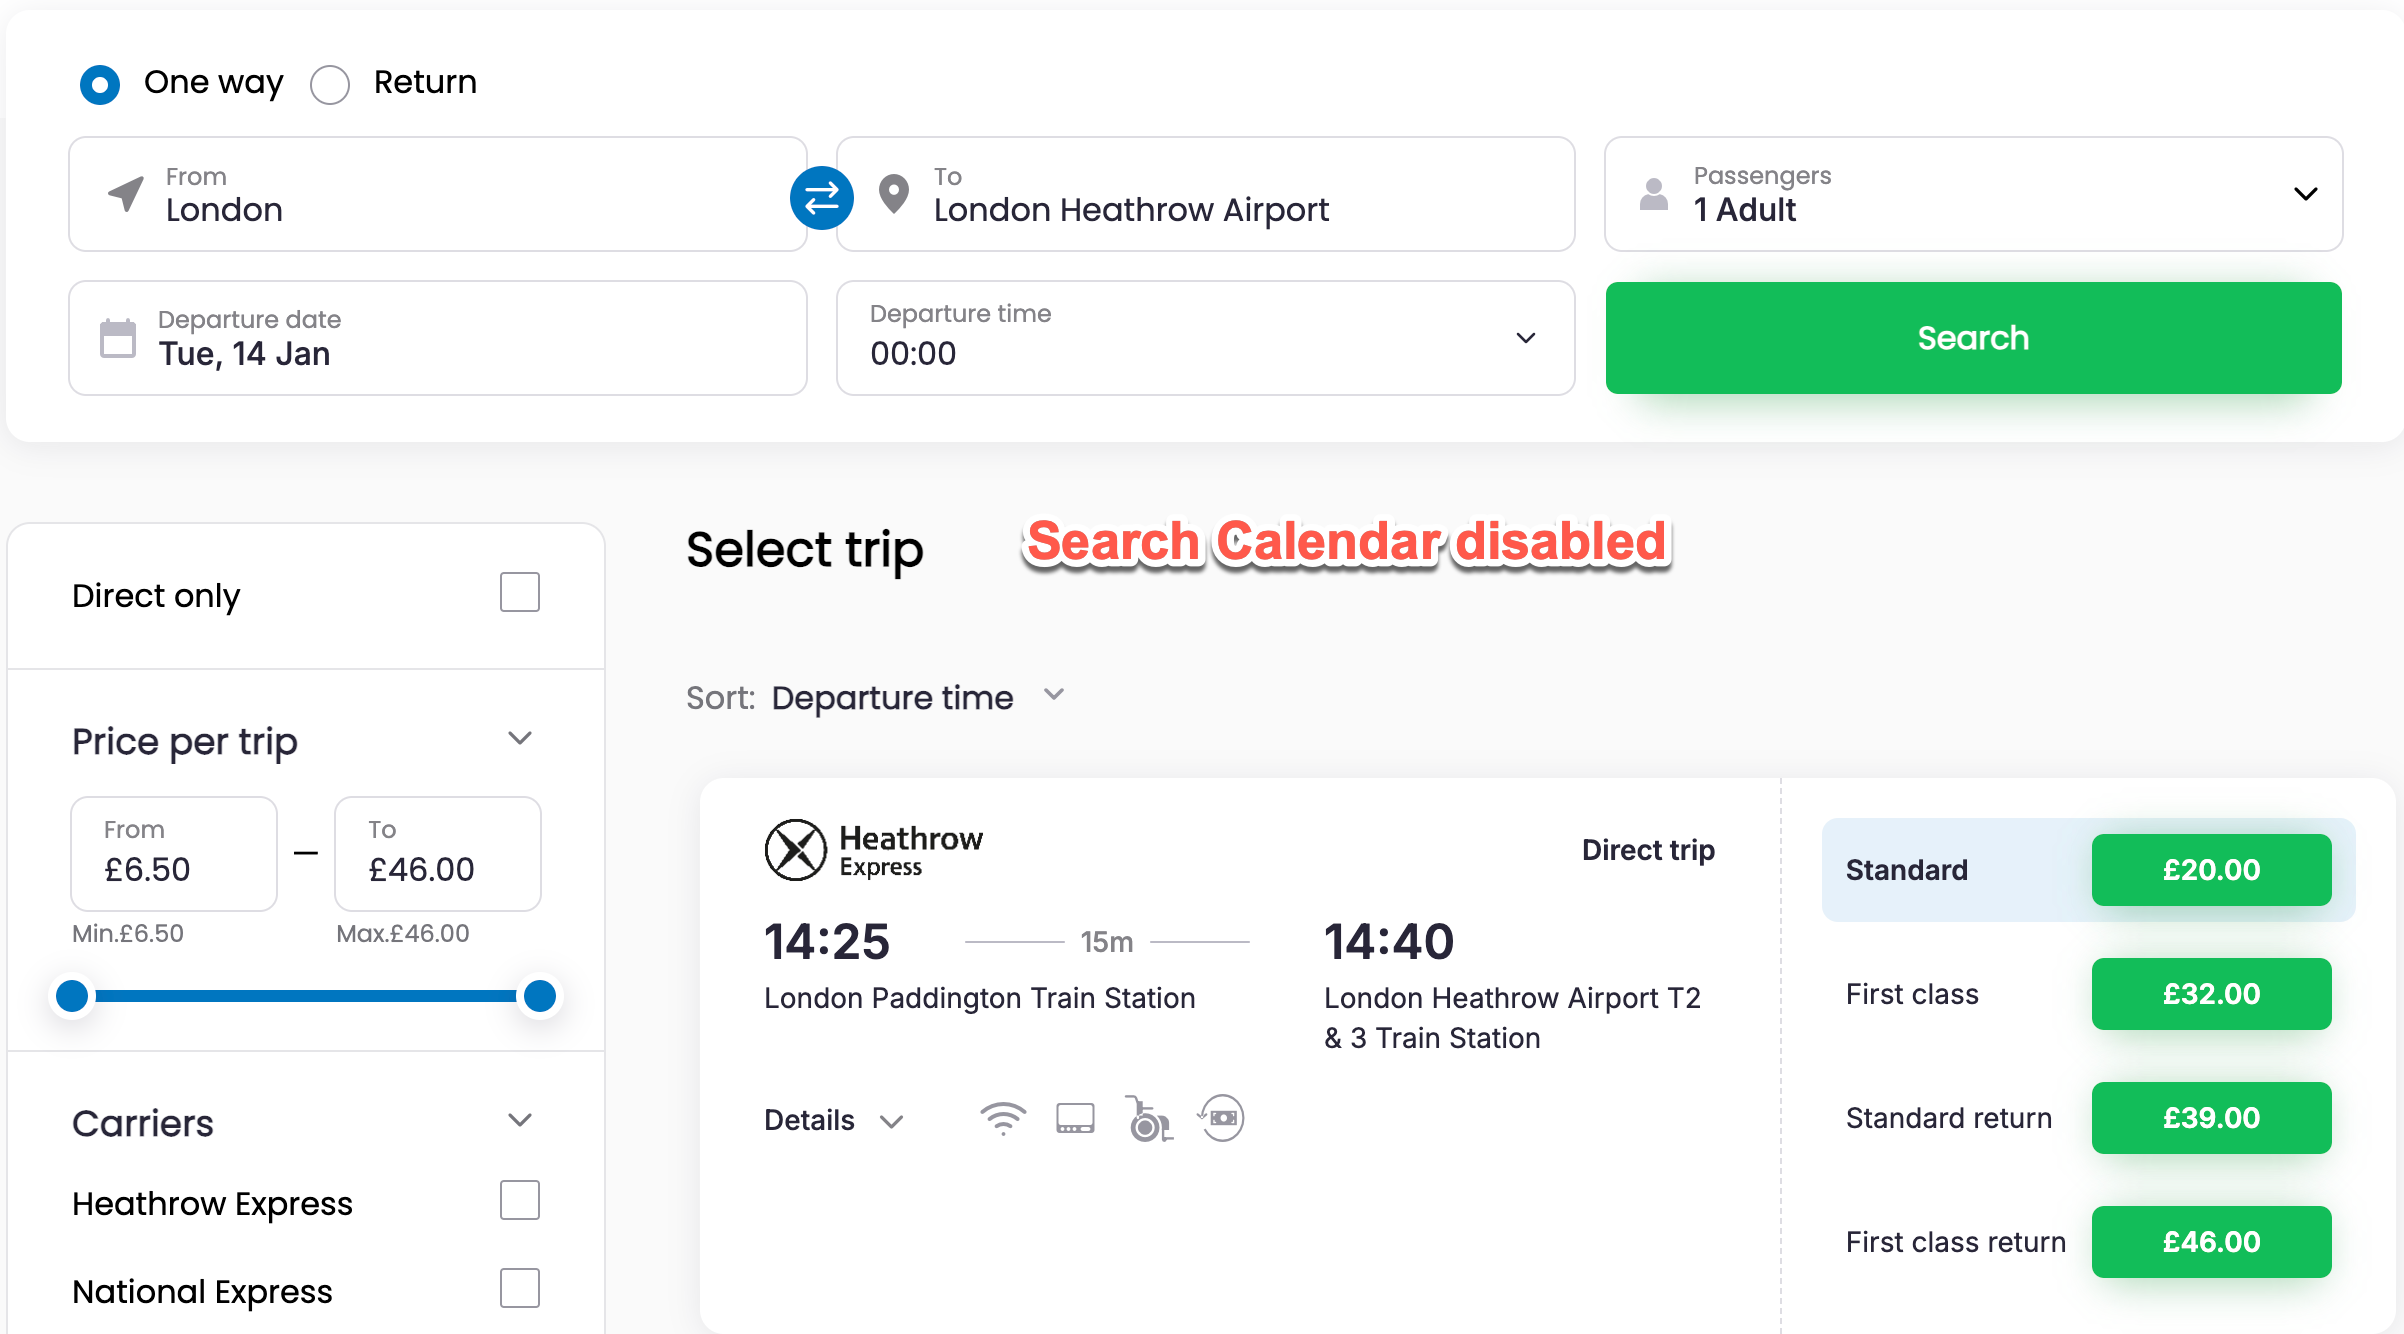 One way
Return
From
London
To
London Heathrow Airport
Passengers
1 Adult
Departure date
Tue, 14 Jan
Departure time
00:00
Search
Select trip
Search Calendar disabled
Direct only
Sort: Departure time
Price per trip
From
£6.50
To
£46.00
Min.£6.50
Max.£46.00
Carriers
Heathrow Express
National Express
Heathrow
Express
Direct trip
14:25
15m
14:40
London Paddington Train Station
London Heathrow Airport T2
& 3 Train Station
Details
Standard
£20.00
First class
£32.00
Standard return
£39.00
First class return
£46.00